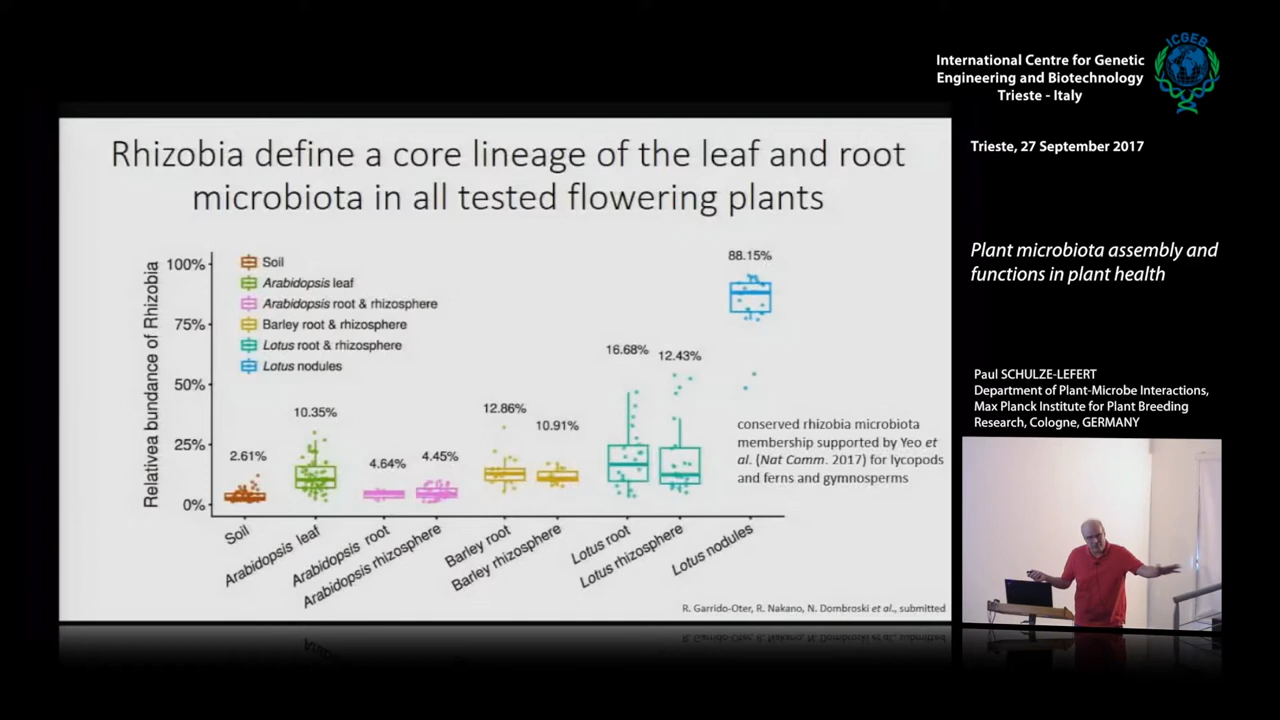 ICGEB
International Centre for Genetic
Engineering and Biotechnology
Trieste - Italy
Trieste, 27 September 2017
Plant microbiota assembly and
functions in plant health
Paul SCHULZE-LEFERT
Department of Plant-Microbe Interactions,
Max Planck Institute for Plant Breeding
Research, Cologne, GERMANY
Rhizobia define a core lineage of the leaf and root
microbiota in all tested flowering plants
Relativea bundance of Rhizobia
100%
75%
50%
25%
0%
Soil
Arabidopsis leaf
Arabidopsis root & rhizosphere
Barley root & rhizosphere
Lotus root & rhizosphere
Lotus nodules
2.61%
10.35%
4.64%
4.45%
12.86%
10.91%
16.68%
12.43%
88.15%
conserved rhizobia microbiota
membership supported by Yeo et
al. (Nat Comm. 2017) for lycopods
and ferns and gymnosperms
Soil
Arabidopsis leaf
Arabidopsis root
Arabidopsis rhizosphere
Barley root
Barley rhizosphere
Lotus root
Lotus rhizosphere
Lotus nodules
R. Garrido-Oter, R. Nakano, N. Dombroski et al., submitted